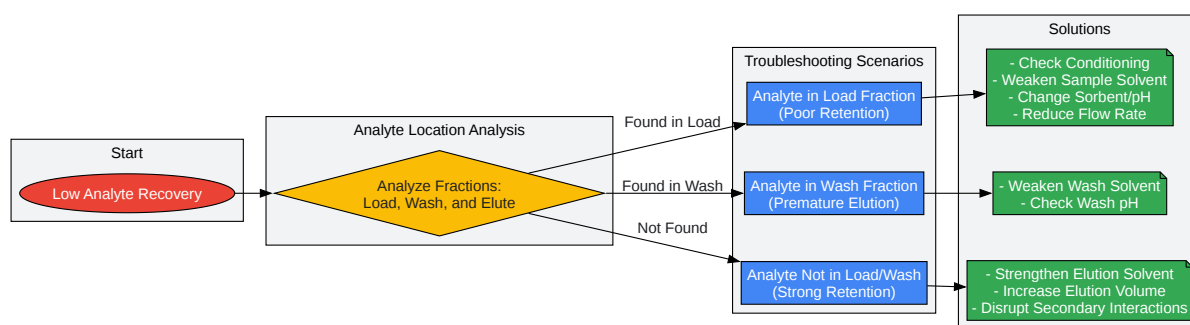 Start
Low Analyte Recovery
Analyte Location Analysis
Analyze Fractions:
Load, Wash, and Elute
Found in Load
Found in Wash
Not Found
Troubleshooting Scenarios
Analyte in Load Fraction
(Poor Retention)
Analyte in Wash Fraction
(Premature Elution)
Analyte Not in Load/Wash
(Strong Retention)
Solutions
- Check Conditioning
- Weaken Sample Solvent
- Change Sorbent/pH
- Reduce Flow Rate
- Weaken Wash Solvent
- Check Wash pH
- Strengthen Elution Solvent
- Increase Elution Volume
- Disrupt Secondary Interactions